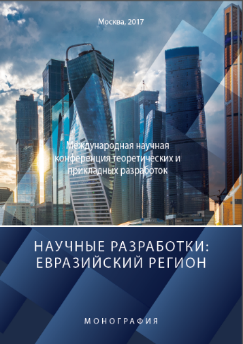 Москва, 2017
Международная научная
конференция теоретических и
прикладных разработок
НАУЧНЫЕ РАЗРАБОТКИ:
ЕВРАЗИЙСКИЙ РЕГИОН
МОНОГРАФИЯ